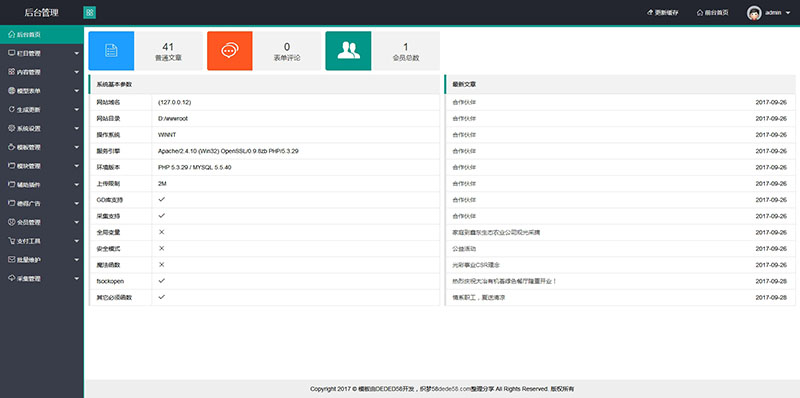 后台管理
更新缓存
前台首页
admin
后台首页
栏目管理
内容管理
模型表单
生成更新
系统设置
模板管理
模块管理
辅助插件
德得广告
会员管理
支付工具
批量维护
采集管理
41
普通文章
0
表单评论
1
会员总数
系统基本参数
网站域名 (127.0.0.12)
网站目录 D:/wwwroot
操作系统 WINNT
服务引擎 Apache/2.4.10 (Win32) OpenSSL/0.9.8zb PHP/5.3.29
环境版本 PHP 5.3.29 / MYSQL 5.5.40
上传限制 2M
GD库支持
采集支持
全局变量
安全模式
魔法函数
fsockopen
其它必须函数
最新文章
合作伙伴 2017-09-26
合作伙伴 2017-09-26
合作伙伴 2017-09-26
合作伙伴 2017-09-26
合作伙伴 2017-09-26
合作伙伴 2017-09-26
合作伙伴 2017-09-26
合作伙伴 2017-09-26
家庭到鑫东生态农业公司观光采摘 2017-09-26
公益活动 2017-09-26
光彩事业CSR理念 2017-09-26
热烈庆祝大冶有机各绿色餐厅隆重开业！ 2017-09-28
情系职工，夏送清凉 2017-09-28
Copyright 2017 © 模板由DEDED58开发，织梦58dede58.com整理分享 All Rights Reserved. 版权所有